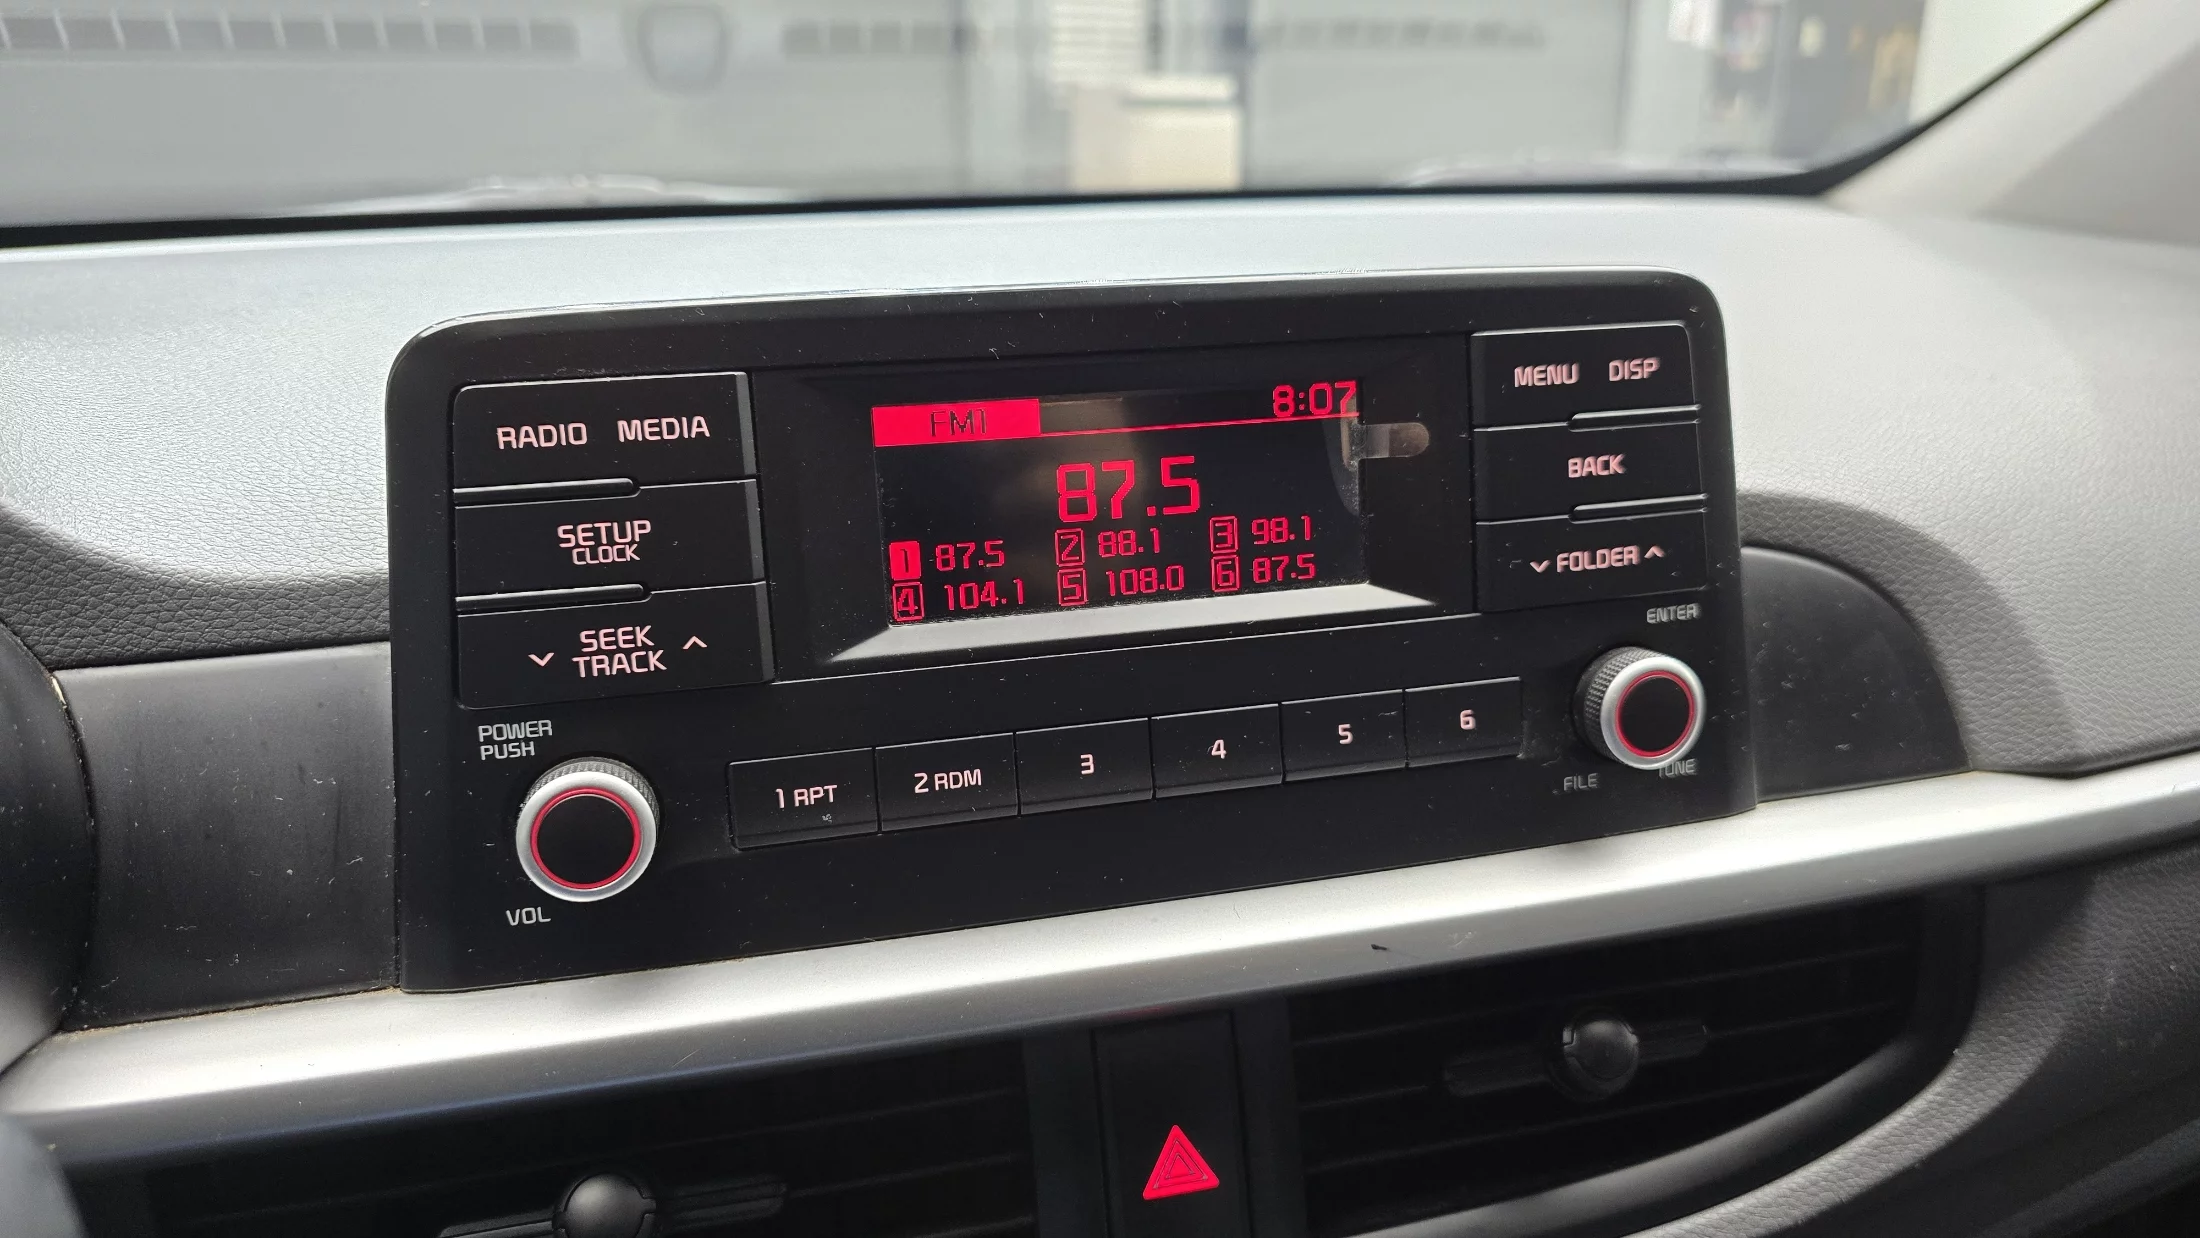 RADIO MEDIA
SETUP
CLOCK
SEEK
TRACK
POWER
PUSH
VOL
FM1 8:07
87.5
1 87.5 2 88.1 3 98.1
4 104.1 5 108.0 6 87.5
1 RPT 2 RDM 3 4 5 6
MENU DISP
BACK
FOLDER
ENTER
FILE TUNE